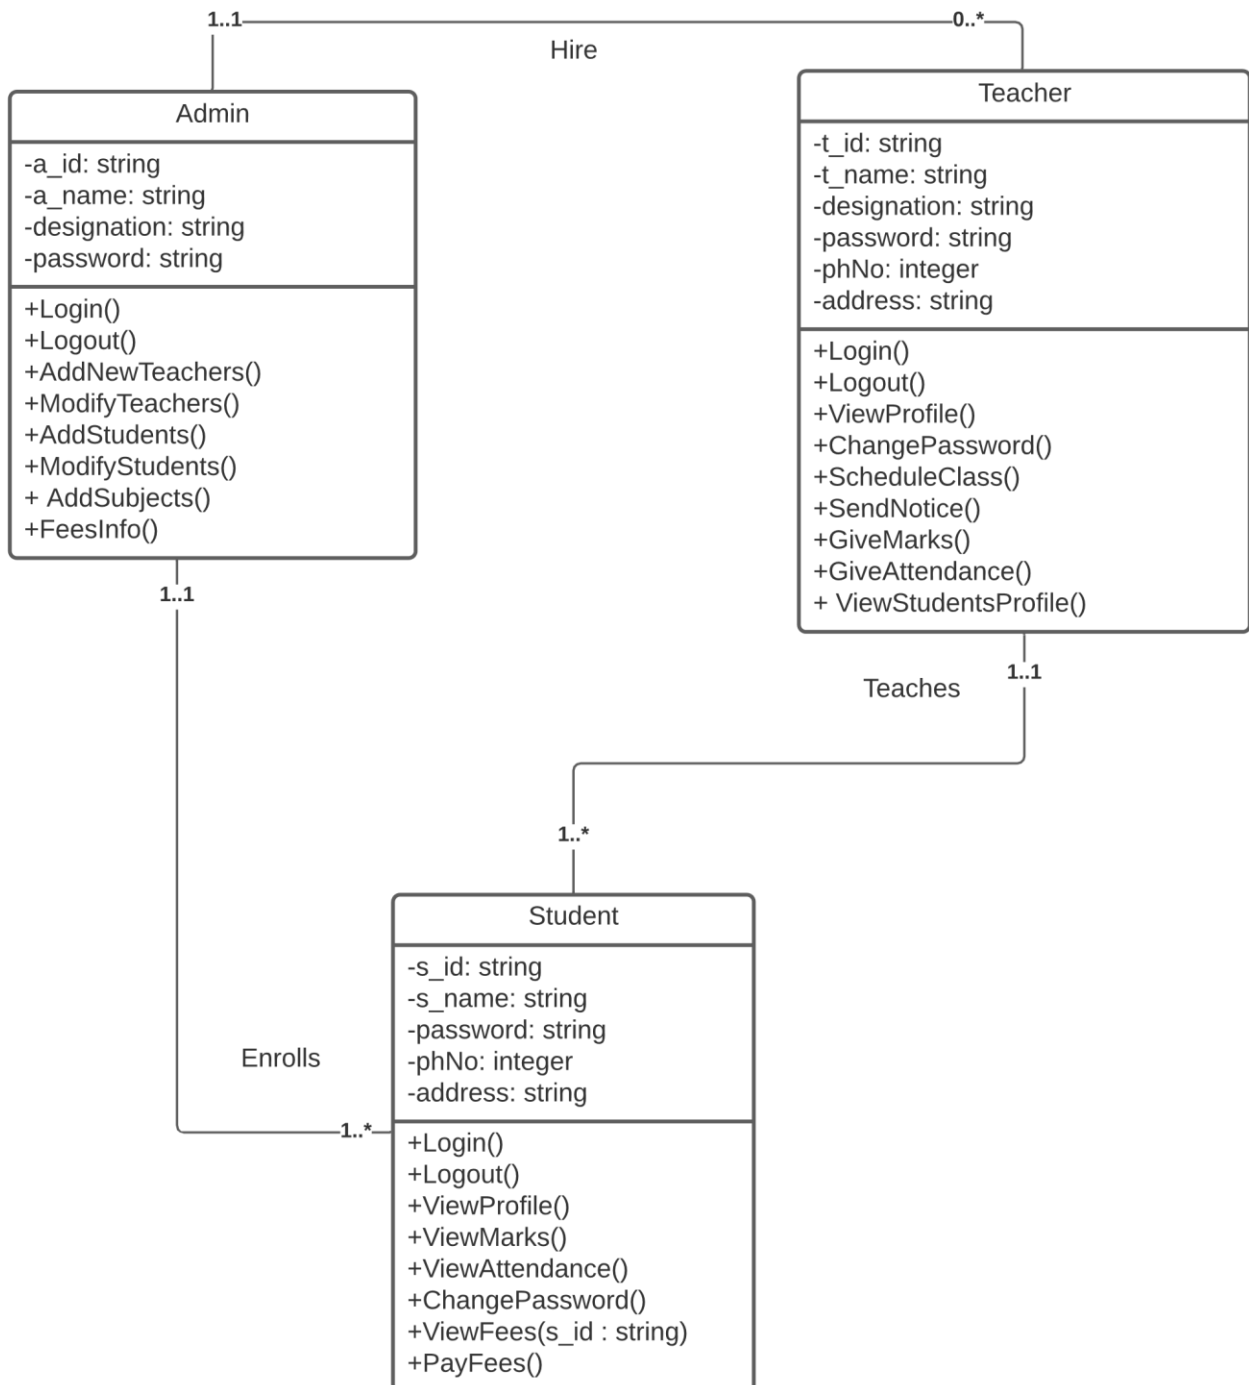 1..1
0..*
Hire
Admin
-a_id: string
-a_name: string
-designation: string
-password: string
+Login()
+Logout()
+AddNewTeachers()
+ModifyTeachers()
+AddStudents()
+ModifyStudents()
+ AddSubjects()
+FeesInfo()
Teacher
-t_id: string
-t_name: string
-designation: string
-password: string
-phNo: integer
-address: string
+Login()
+Logout()
+ViewProfile()
+ChangePassword()
+ScheduleClass()
+SendNotice()
+GiveMarks()
+GiveAttendance()
+ ViewStudentsProfile()
1..1
1..1
Teaches
1..*
Student
-s_id: string
-s_name: string
-password: string
-phNo: integer
-address: string
Enrolls
1..*
+Login()
+Logout()
+ViewProfile()
+ViewMarks()
+ViewAttendance()
+ChangePassword()
+ViewFees(s_id : string)
+PayFees()